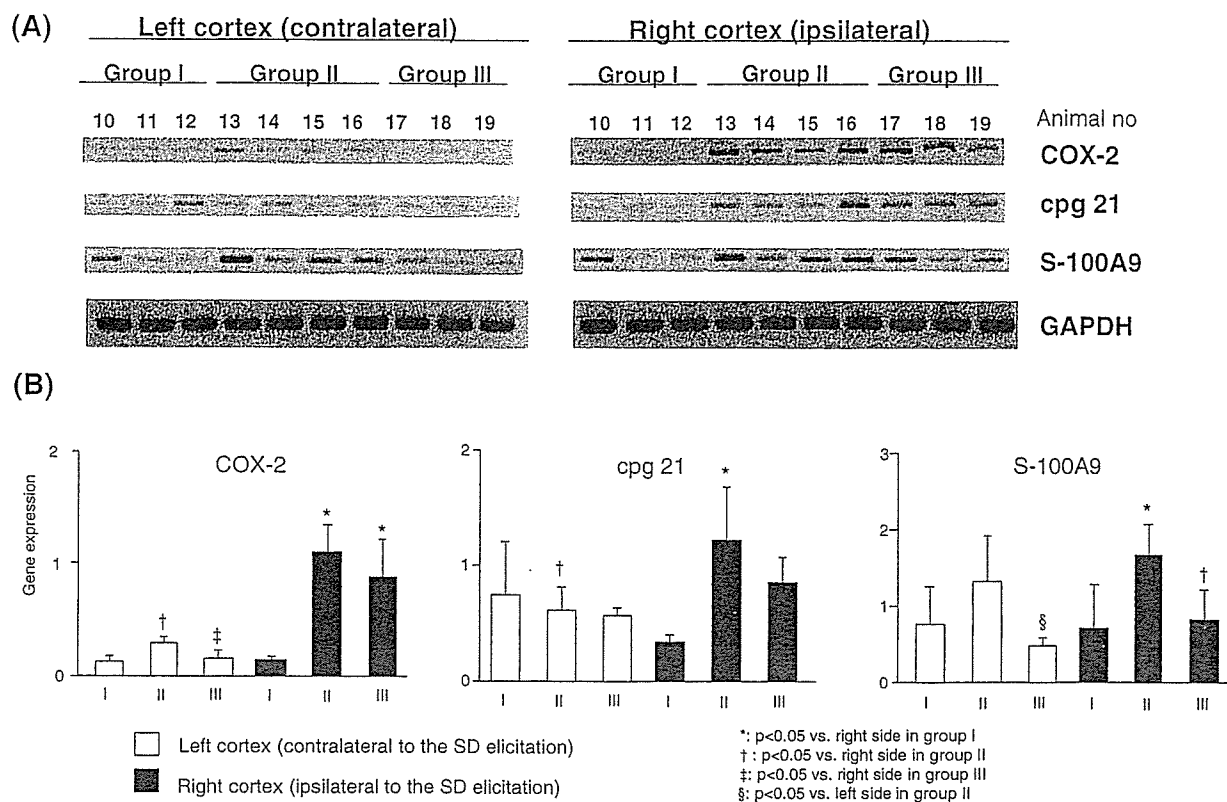 (A)
Left cortex (contralateral)
Right cortex (ipsilateral)
Group I Group II Group III
Group I Group II Group III
10 11 12 13 14 15 16 17 18 19
10 11 12 13 14 15 16 17 18 19
Animal no
COX-2
cpg 21
S-100A9
GAPDH
(B)
COX-2
Gene expression
2
1
0
I II III I II III
cpg 21
2
1
0
I II III I II III
S-100A9
3
2
1
0
I II III I II III
† ‡ * *
† *
§ * †
Left cortex (contralateral to the SD elicitation)
Right cortex (ipsilateral to the SD elicitation)
*: p<0.05 vs. right side in group I
† : p<0.05 vs. right side in group II
‡: p<0.05 vs. right side in group III
§: p<0.05 vs. left side in group II